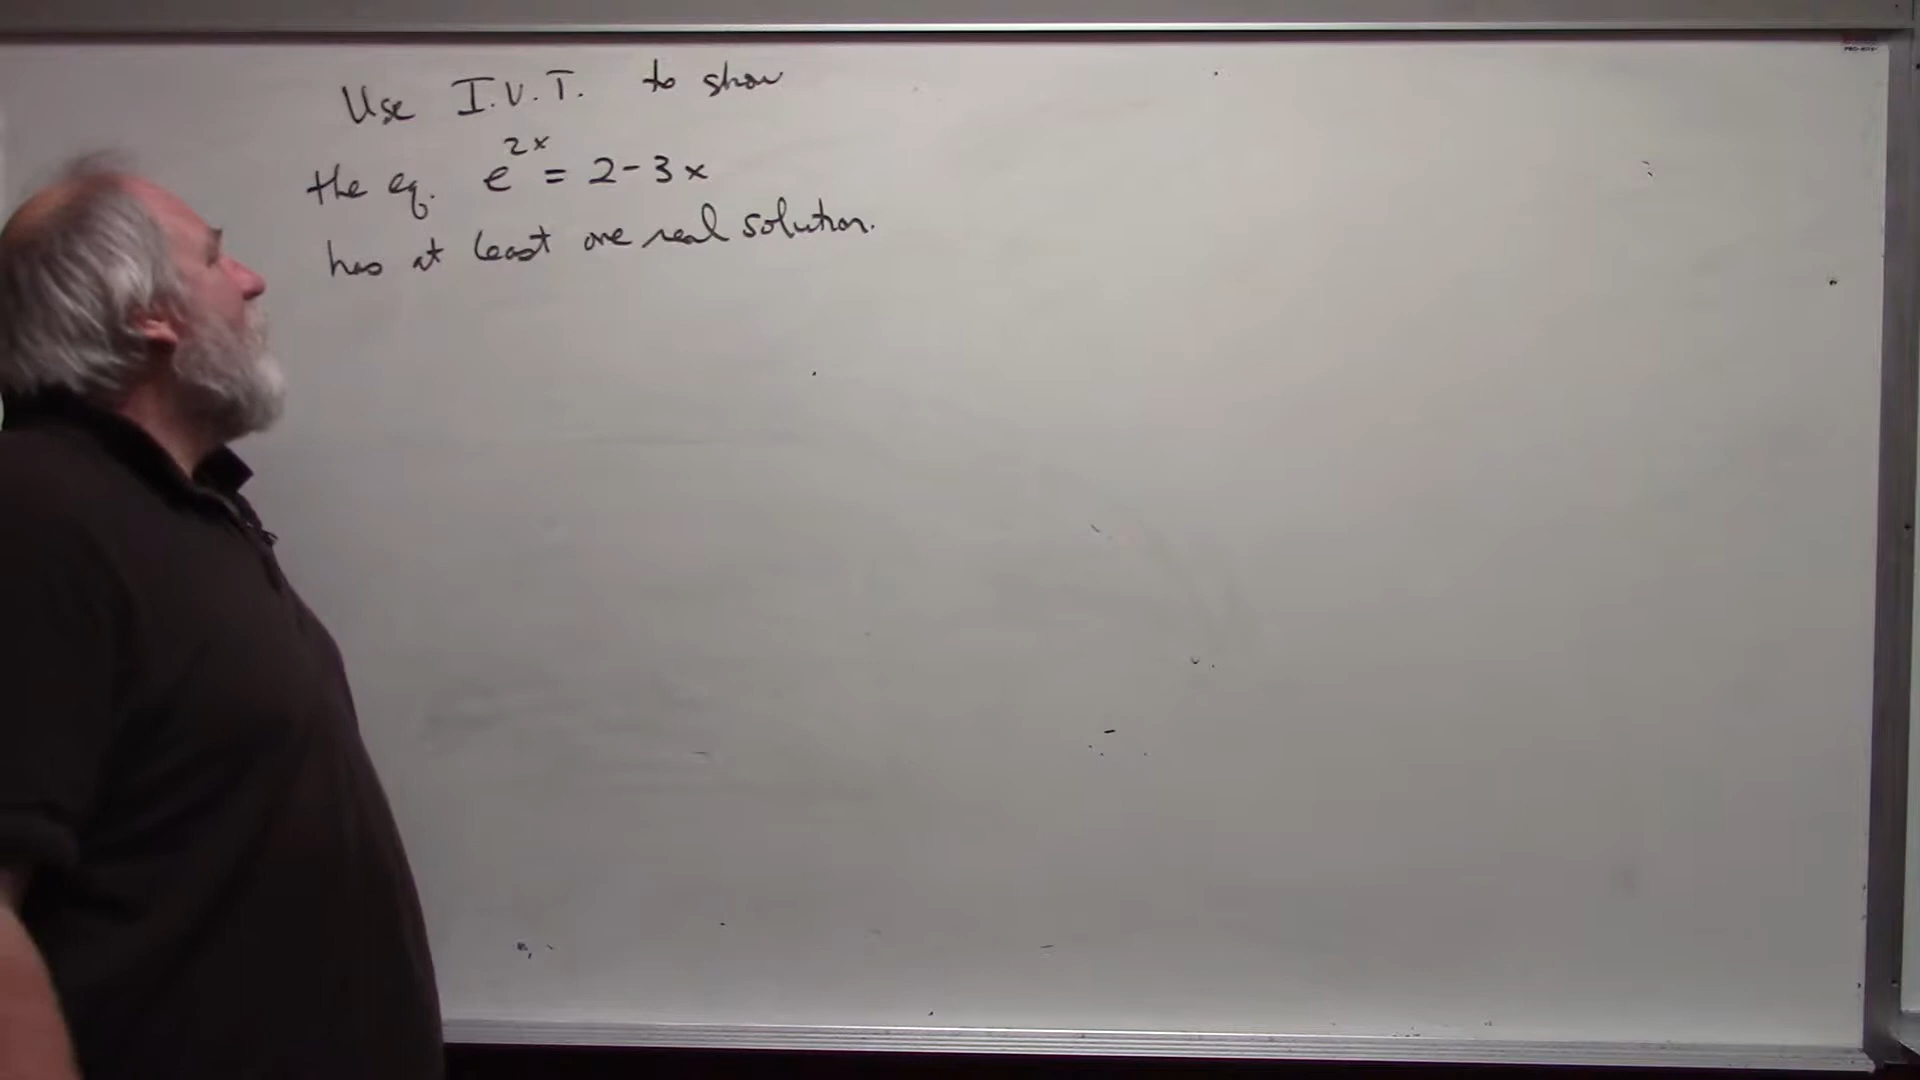 Use I.V.T. to show
the eq. e^2x = 2-3x
has at least one real solution.